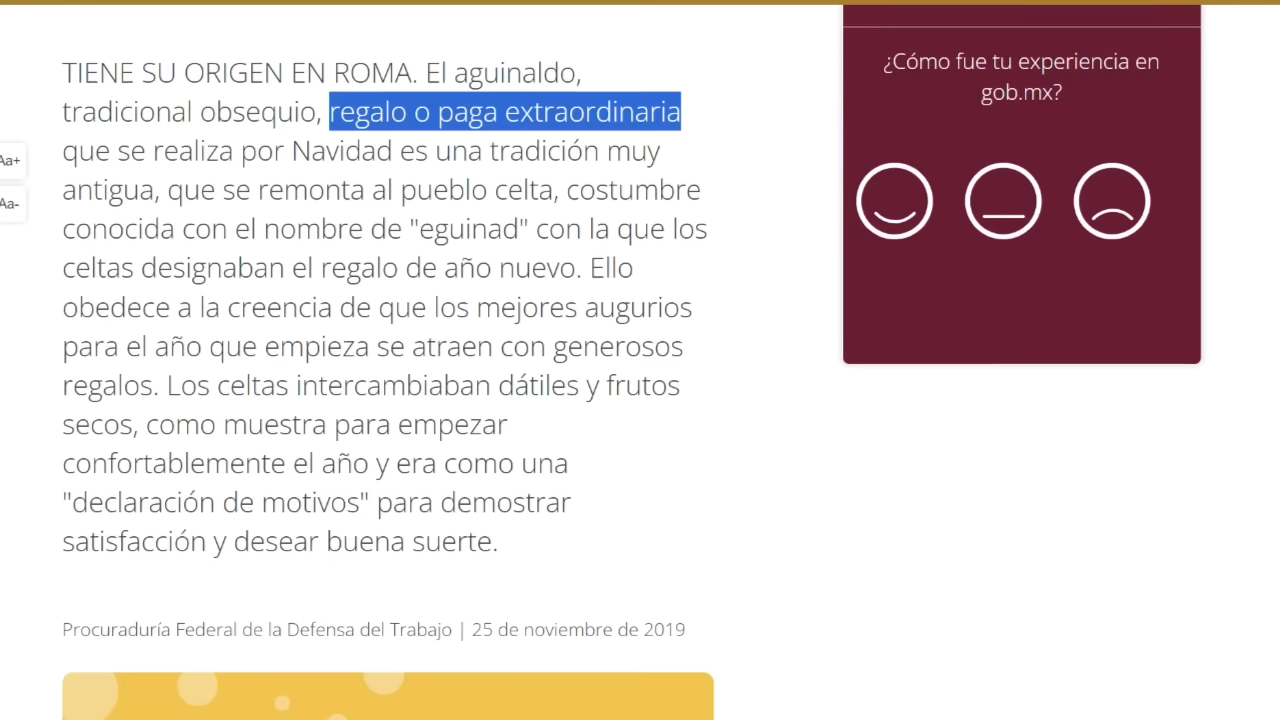 TIENE SU ORIGEN EN ROMA. El aguinaldo,
tradicional obsequio, regalo o paga extraordinaria
que se realiza por Navidad es una tradición muy
antigua, que se remonta al pueblo celta, costumbre
conocida con el nombre de "eguinad" con la que los
celtas designaban el regalo de año nuevo. Ello
obedece a la creencia de que los mejores augurios
para el año que empieza se atraen con generosos
regalos. Los celtas intercambiaban dátiles y frutos
secos, como muestra para empezar
confortablemente el año y era como una
"declaración de motivos" para demostrar
satisfacción y desear buena suerte.
Procuraduría Federal de la Defensa del Trabajo | 25 de noviembre de 2019
Aa+
Aa-
¿Cómo fue tu experiencia en
gob.mx?